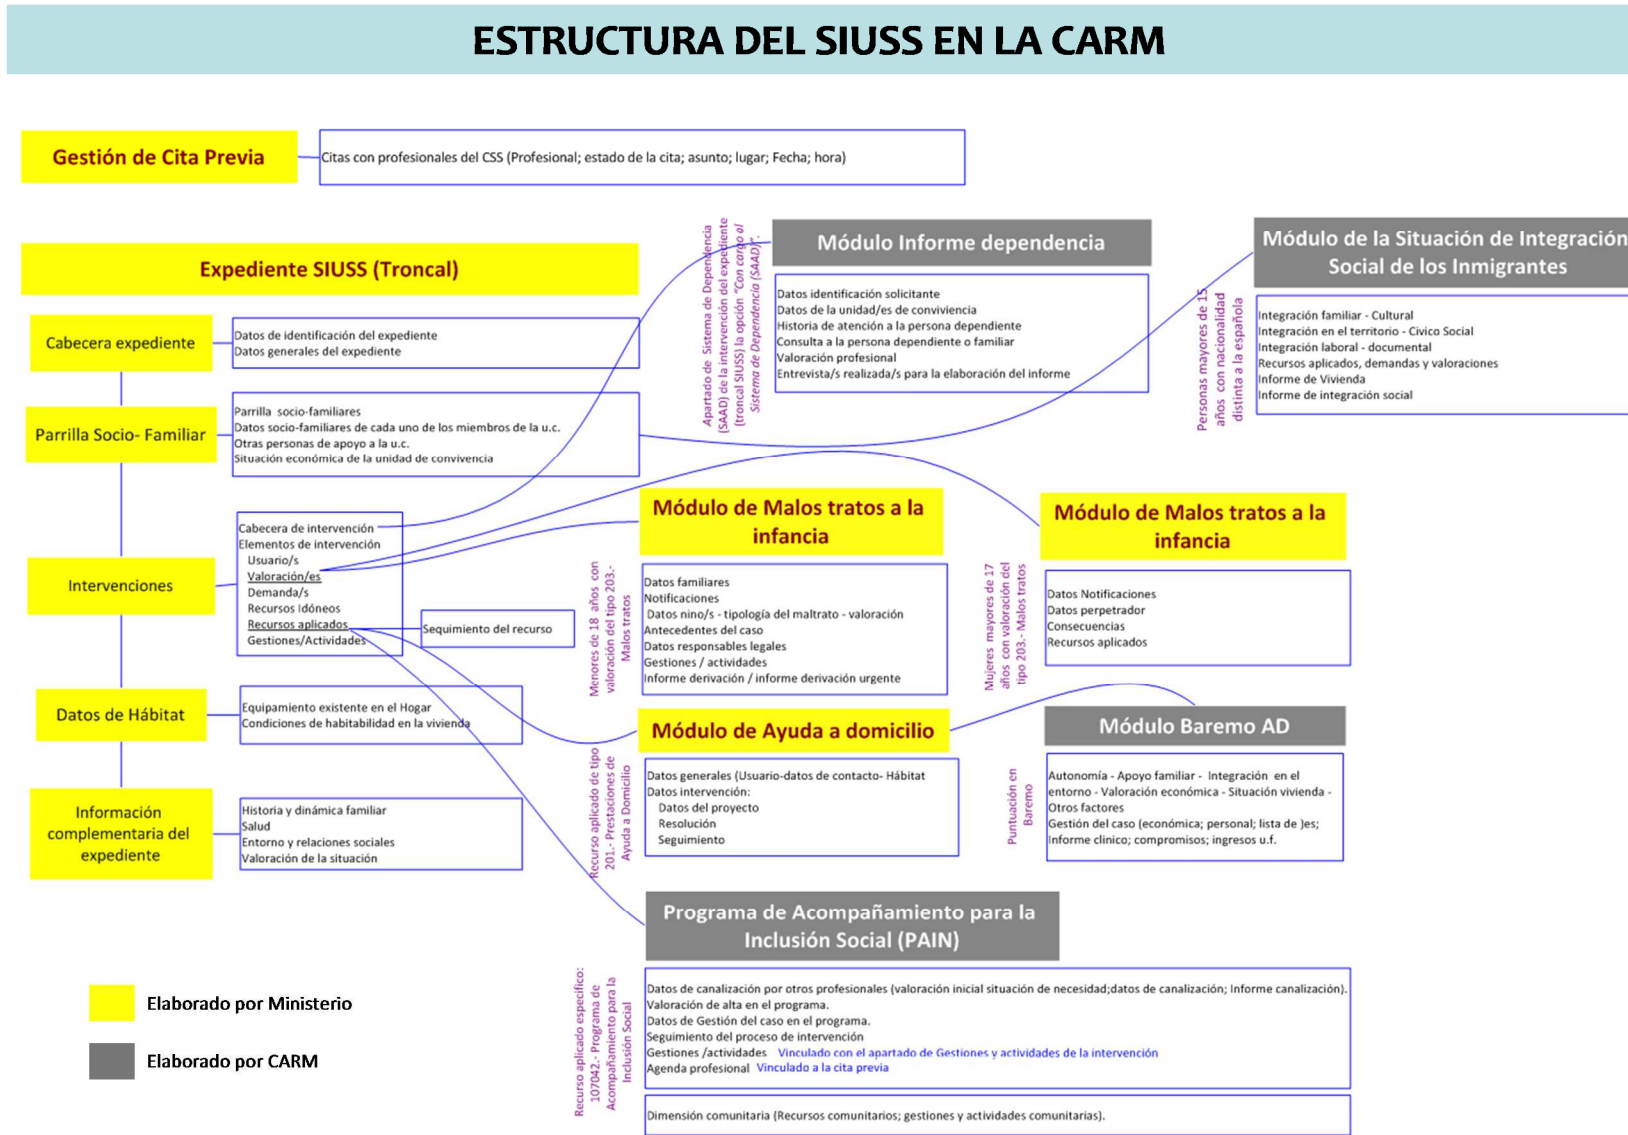 ESTRUCTURA DEL SIUSS EN LA CARM
Gestión de Cita Previa
Citas con profesionales del CSS (Profesional; estado de la cita; asunto; lugar; Fecha; hora)
Expediente SIUSS (Troncal)
Cabecera expediente
Datos de identificación del expediente
Datos generales del expediente
Parrilla Socio- Familiar
Parrilla socio-familiares
Datos socio-familiares de cada uno de los miembros de la u.c.
Otras personas de apoyo a la u.c.
Situación económica de la unidad de convivencia
Intervenciones
Cabecera de intervención
Elementos de intervención
Usuario/s
Valoración/es
Demanda/s
Recursos Idóneos
Recursos aplicados
Gestiones/Actividades
Sequimiento del recurso
Datos de Hábitat
Equipamiento existente en el Hogar
Condiciones de habitabilidad en la vivienda
Información
complementaria del
expediente
Historia y dinámica familiar
Salud
Entorno y relaciones sociales
Valoración de la situación
Apartado de Sistema de Dependencia
(SAAD) de la intervención del expediente
(troncal SIUSS) la opción "Con cargo al
Sistema de Dependencia (SAAD)".
Módulo Informe dependencia
Datos identificación solicitante
Datos de la unidad/es de conviviencia
Historia de atención a la persona dependiente
Consulta a la persona dependiente o familiar
Valoración profesional
Entrevista/s realizada/s para la elaboración del informe
Personas mayores de 15
años con nacionalidad
distinta a la española
Módulo de la Situación de Integración
Social de los Inmigrantes
Integración familiar - Cultural
Integración en el territorio - Civico Social
Integración laboral - documental
Recursos aplicados, demandas y valoraciones
Informe de Vivienda
Informe de integración social
Menores de 18 años con
valoración del tipo 203.-
Malos tratos
Módulo de Malos tratos a la
infancia
Datos familiares
Notificaciones
Datos nino/s - tipología del maltrato - valoración
Antecedentes del caso
Datos responsables legales
Gestiones / actividades
Informe derivación / informe derivación urgente
Mujeres mayores de 17
años con valoración del
tipo 203.- Malos tratos
Módulo de Malos tratos a la
infancia
Datos Notificaciones
Datos perpetrador
Consecuencias
Recursos aplicados
Recurso aplicado de tipo
201.- Prestaciones de
Ayuda a Domicilio
Módulo de Ayuda a domicilio
Datos generales (Usuario-datos de contacto- Hábitat
Datos intervención:
Datos del proyecto
Resolución
Seguimiento
Puntuación en
Baremo
Módulo Baremo AD
Autonomía - Apoyo familiar - Integración en el
entorno - Valoración económica - Situación vivienda -
Otros factores
Gestión del caso (económica; personal; lista de )es;
Informe clinico; compromisos; ingresos u.f.
Recurso aplicado especifico:
107042.- Programa de
Acompañamiento para la
Inclusión Social
Programa de Acompañamiento para la
Inclusión Social (PAIN)
Datos de canalización por otros profesionales (valoración inicial situación de necesidad;datos de canalización; Informe canalización).
Valoración de alta en el programa.
Datos de Gestión del caso en el programa.
Seguimiento del proceso de intervención
Gestiones /actividades Vinculado con el apartado de Gestiones y actividades de la intervención
Agenda profesional Vinculado a la cita previa
Dimensión comunitaria (Recursos comunitarios; gestiones y actividades comunitarias).
Elaborado por Ministerio
Elaborado por CARM